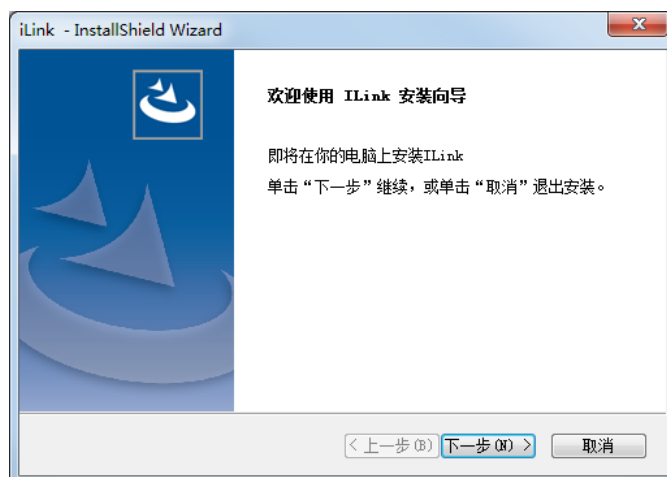 iLink - InstallShield Wizard
欢迎使用 ILink 安装向导
即将在你的电脑上安装ILink
单击“下一步”继续，或单击“取消”退出安装。
< 上一步(B) 下一步(N) > 取消